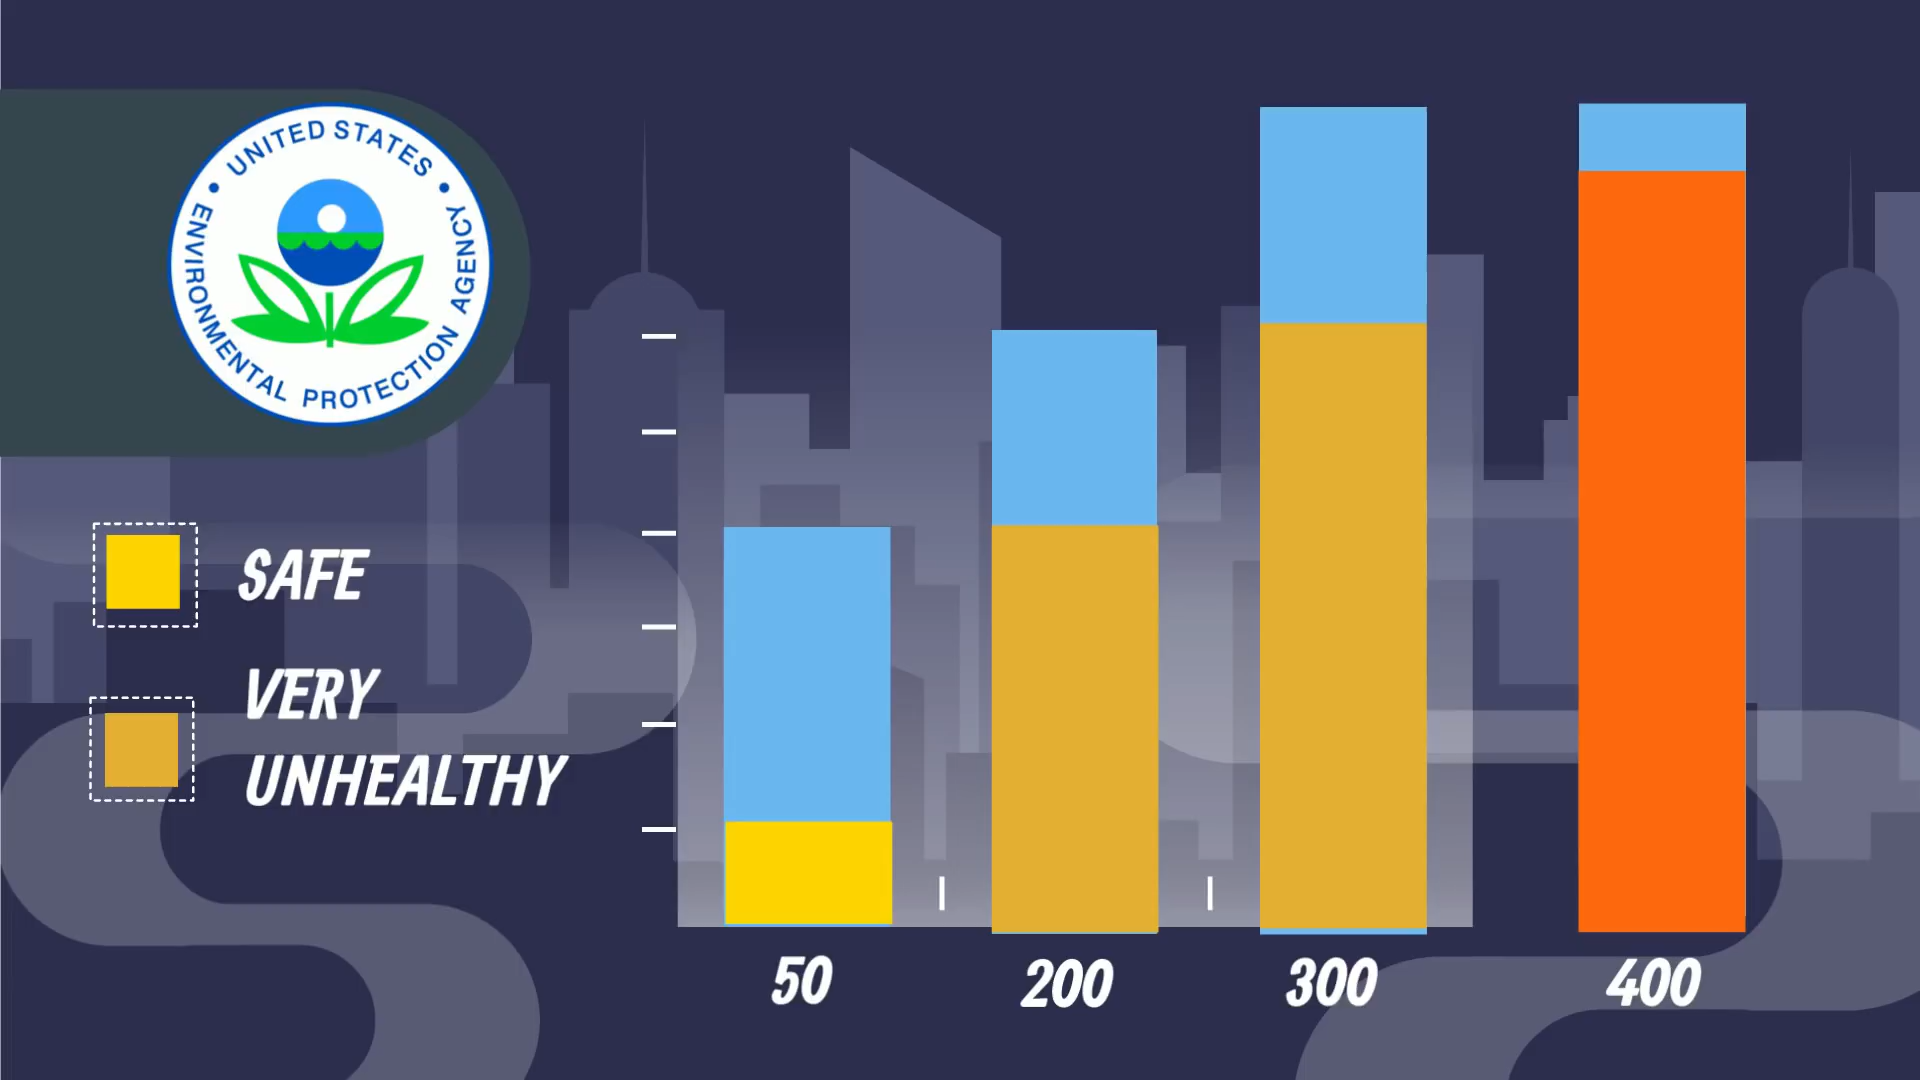 UNITED STATES
ENVIRONMENTAL PROTECTION AGENCY
SAFE
VERY
UNHEALTHY
50 200 300 400